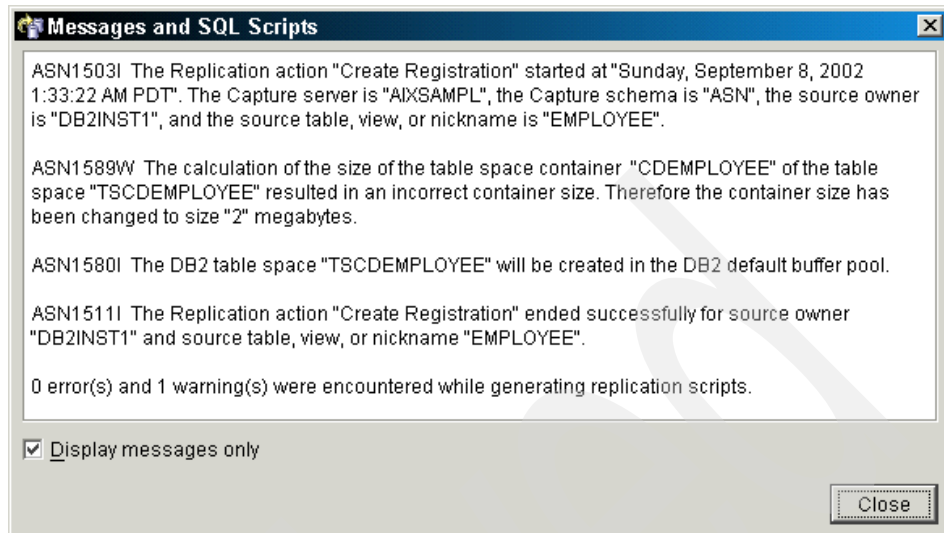 Messages and SQL Scripts
ASN1503I The Replication action "Create Registration" started at "Sunday, September 8, 2002
1:33:22 AM PDT". The Capture server is "AIXSAMPL", the Capture schema is "ASN", the source owner
is "DB2INST1", and the source table, view, or nickname is "EMPLOYEE".
ASN1589W The calculation of the size of the table space container "CDEMPLOYEE" of the table
space "TSCDEMPLOYEE" resulted in an incorrect container size. Therefore the container size has
been changed to size "2" megabytes.
ASN1580I The DB2 table space "TSCDEMPLOYEE" will be created in the DB2 default buffer pool.
ASN1511I The Replication action "Create Registration" ended successfully for source owner
"DB2INST1" and source table, view, or nickname "EMPLOYEE".
0 error(s) and 1 warning(s) were encountered while generating replication scripts.
Display messages only
Close